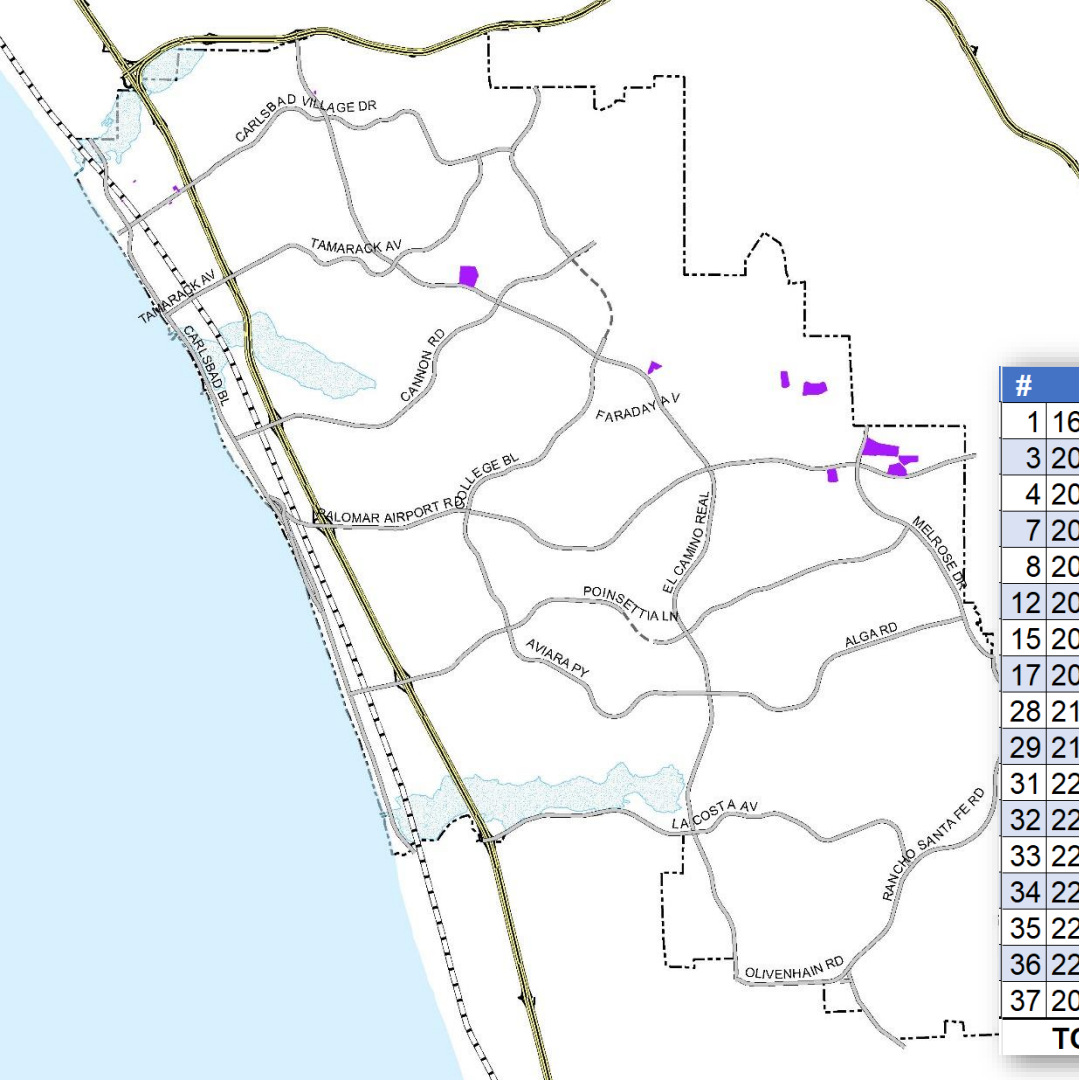 CARLSBAD VILLAGE DR
TAMARACK AV
TAMARACK AV
CARLSBAD BL
CANNON RD
FARADAY AV
COLLEGE BL
PALOMAR AIRPORT RD
EL CAMINO REAL
MELROSE DR
POINSETTIA LN
ALGA RD
AVIARA PY
LA COSTA AV
RANCHO SANTA FE RD
OLIVENHAIN RD
#
1 16
3 20
4 20
7 20
8 20
12 20
15 20
17 20
28 21
29 21
31 22
32 22
33 22
34 22
35 22
36 22
37 20